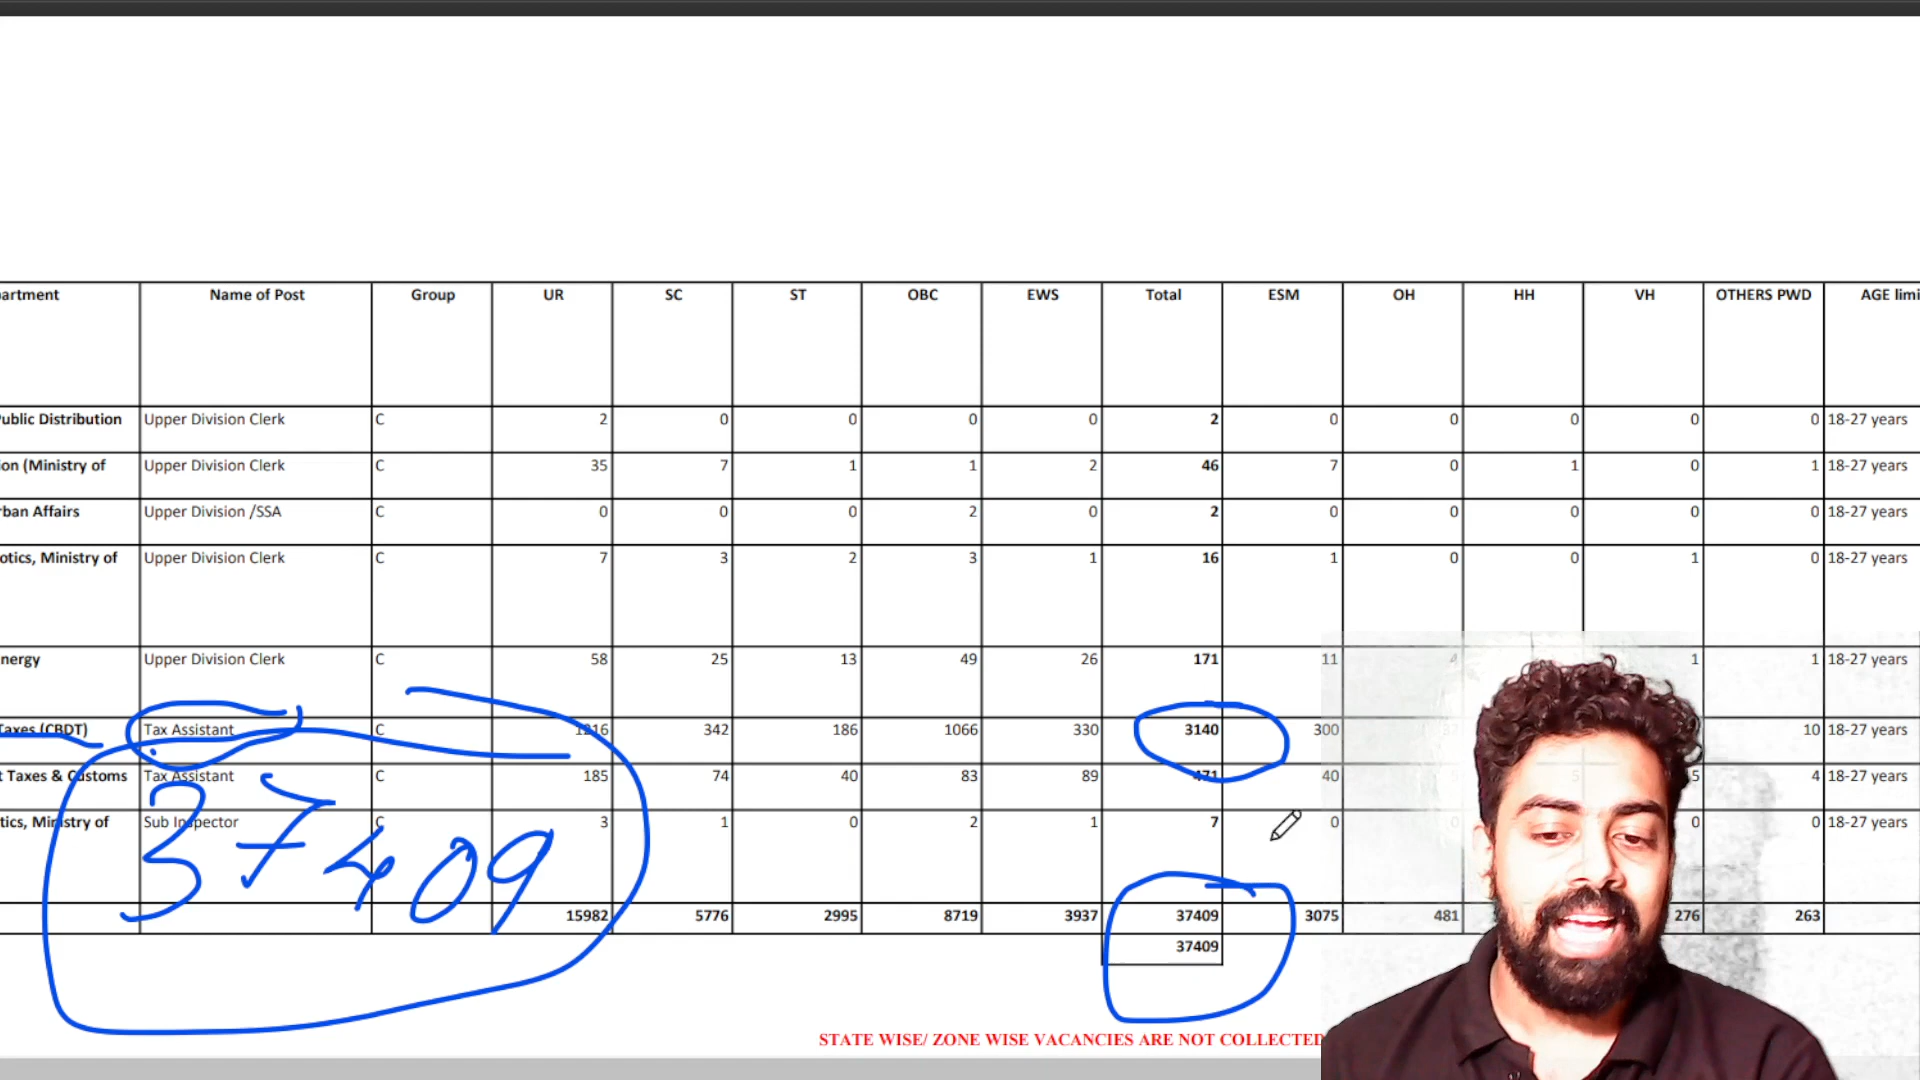 artment Name of Post Group UR SC ST OBC EWS Total ESM OH HH VH OTHERS PWD AGE limi
Public Distribution Upper Division Clerk C 2 0 0 0 0 2 0 0 0 0 0 18-27 years
ion (Ministry of Upper Division Clerk C 35 7 1 1 2 46 7 0 1 0 1 18-27 years
rban Affairs Upper Division /SSA C 0 0 0 2 0 2 0 0 0 0 0 18-27 years
otics, Ministry of Upper Division Clerk C 7 3 2 3 1 16 1 0 0 1 0 18-27 years
nergy Upper Division Clerk C 58 25 13 49 26 171 11 1 1 18-27 years
Taxes (CBDT) Tax Assistant C 1216 342 186 1066 330 3140 300 10 18-27 years
t Taxes & Customs Tax Assistant C 185 74 40 83 89 471 40 5 4 18-27 years
tics, Ministry of Sub Inspector C 3 1 0 2 1 7 0 0 0 18-27 years
37409
15982 5776 2995 8719 3937 37409 3075 481 276 263
37409
STATE WISE/ ZONE WISE VACANCIES ARE NOT COLLECTED